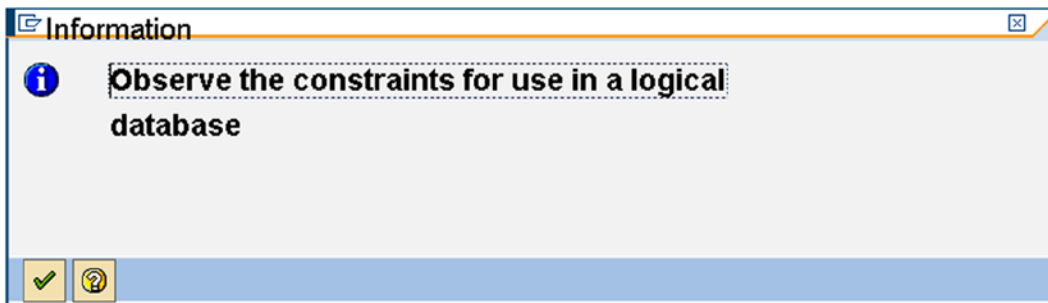 Information
Observe the constraints for use in a logical
database